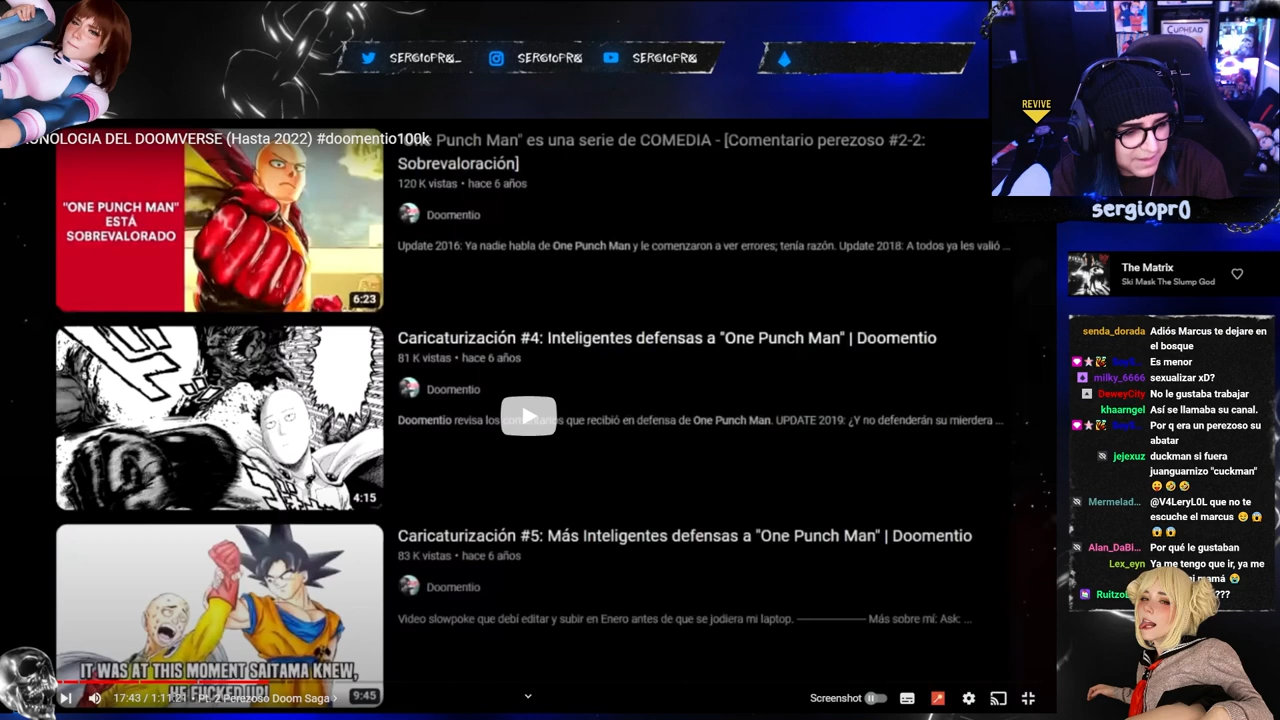 SERGIOPR0_
SERGIOPR0
SERGIOPR0
REVIVE
sergiopr0
NOLOGIA DEL DOOMVERSE (Hasta 2022) #doomentio100k
Punch Man" es una serie de COMEDIA - [Comentario perezoso #2-2:
Sobrevaloración]
120 K vistas • hace 6 años
Doomentio
Update 2016: Ya nadie habla de One Punch Man y le comenzaron a ver errores; tenía razón. Update 2018: A todos ya les valió ...
"ONE PUNCH MAN"
ESTÁ
SOBREVALORADO
6:23
Caricaturización #4: Inteligentes defensas a "One Punch Man" | Doomentio
81 K vistas • hace 6 años
Doomentio
Doomentio revisa los comentarios que recibió en defensa de One Punch Man. UPDATE 2019: ¿Y no defenderán su mierdera ...
4:15
Caricaturización #5: Más Inteligentes defensas a "One Punch Man" | Doomentio
83 K vistas • hace 6 años
Doomentio
Video slowpoke que debí editar y subir en Enero antes de que se jodiera mi laptop. Más sobre mí: Ask: ...
IT WAS AT THIS MOMENT SAITAMA KNEW,
HE FUCKED UP!
9:45
17:43 / 1:11:21 • Pt. 2 Perezoso Doom Saga ›
Screenshot
CUPHEAD
The Matrix
Ski Mask The Slump God
senda_dorada Adiós Marcus te dejare en
el bosque
Es menor
milky_6666 sexualizar xD?
DeweyCity No le gustaba trabajar
khaarngel Así se llamaba su canal.
Por q era un perezoso su
abatar
jejexuz duckman si fuera
juanguarnizo "cuckman"
😛🤣🤣
Mermelad... @V4LeryL0L que no te
escuche el marcus
Alan_DaBi... Por qué le gustaban
Lex_eyn Ya me tengo que ir, ya me
mi mamá 😭
???